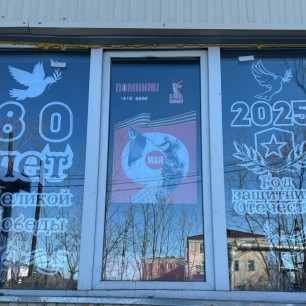 80
лет
Великой
Победы
ПОМНИМ!
МАЙ
2025
Год
защитника
Отечества